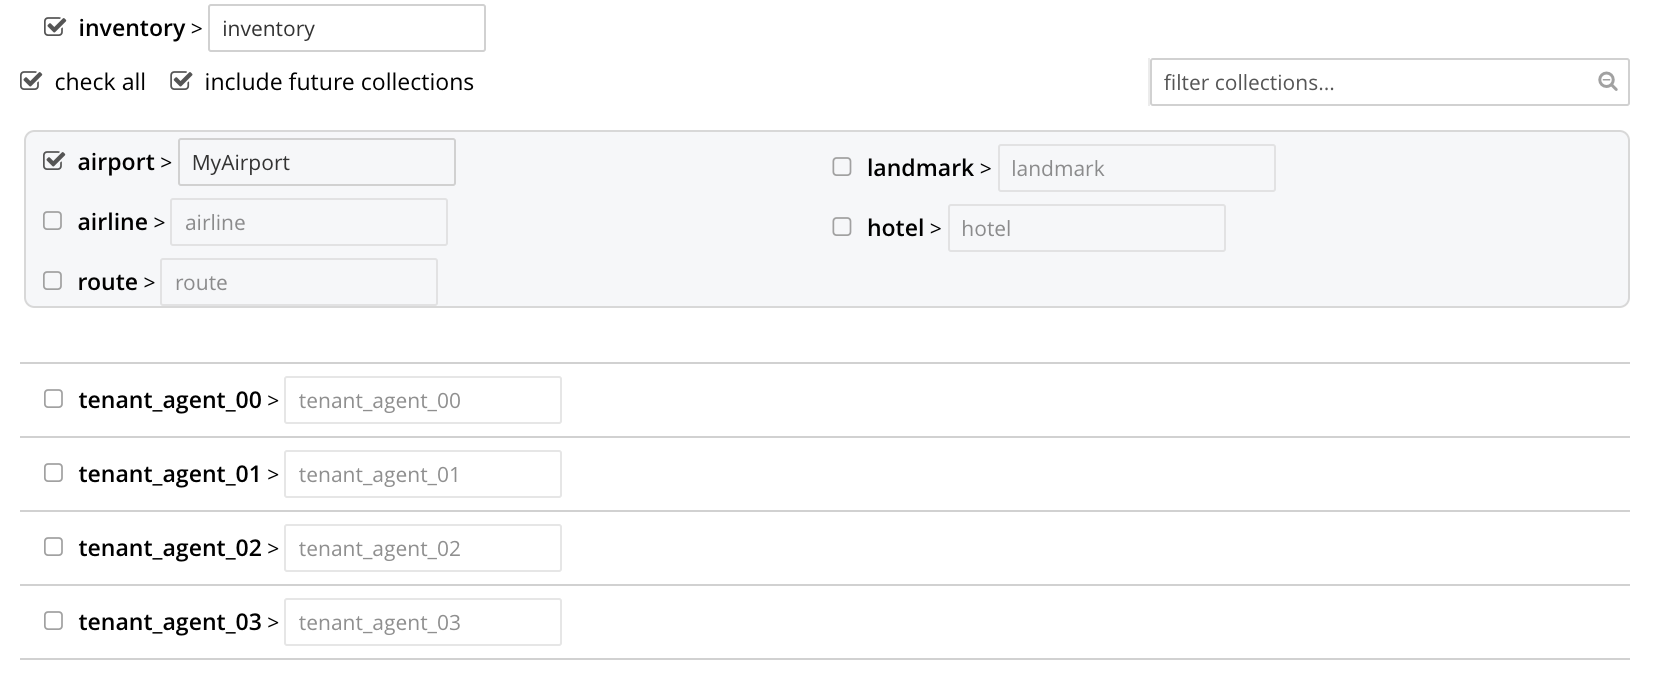 inventory > inventory
check all include future collections filter collections...
airport > MyAirport landmark > landmark
airline > airline hotel > hotel
route > route
tenant_agent_00 > tenant_agent_00
tenant_agent_01 > tenant_agent_01
tenant_agent_02 > tenant_agent_02
tenant_agent_03 > tenant_agent_03